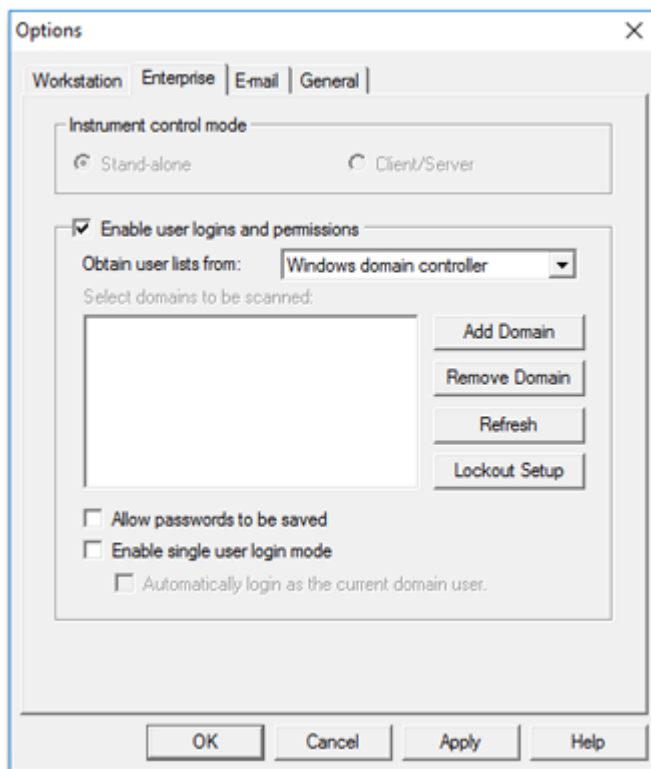 Options
Workstation Enterprise E-mail General
Instrument control mode
Stand-alone Client/Server
Enable user logins and permissions
Obtain user lists from: Windows domain controller
Select domains to be scanned:
Add Domain
Remove Domain
Refresh
Lockout Setup
Allow passwords to be saved
Enable single user login mode
Automatically login as the current domain user.
OK Cancel Apply Help